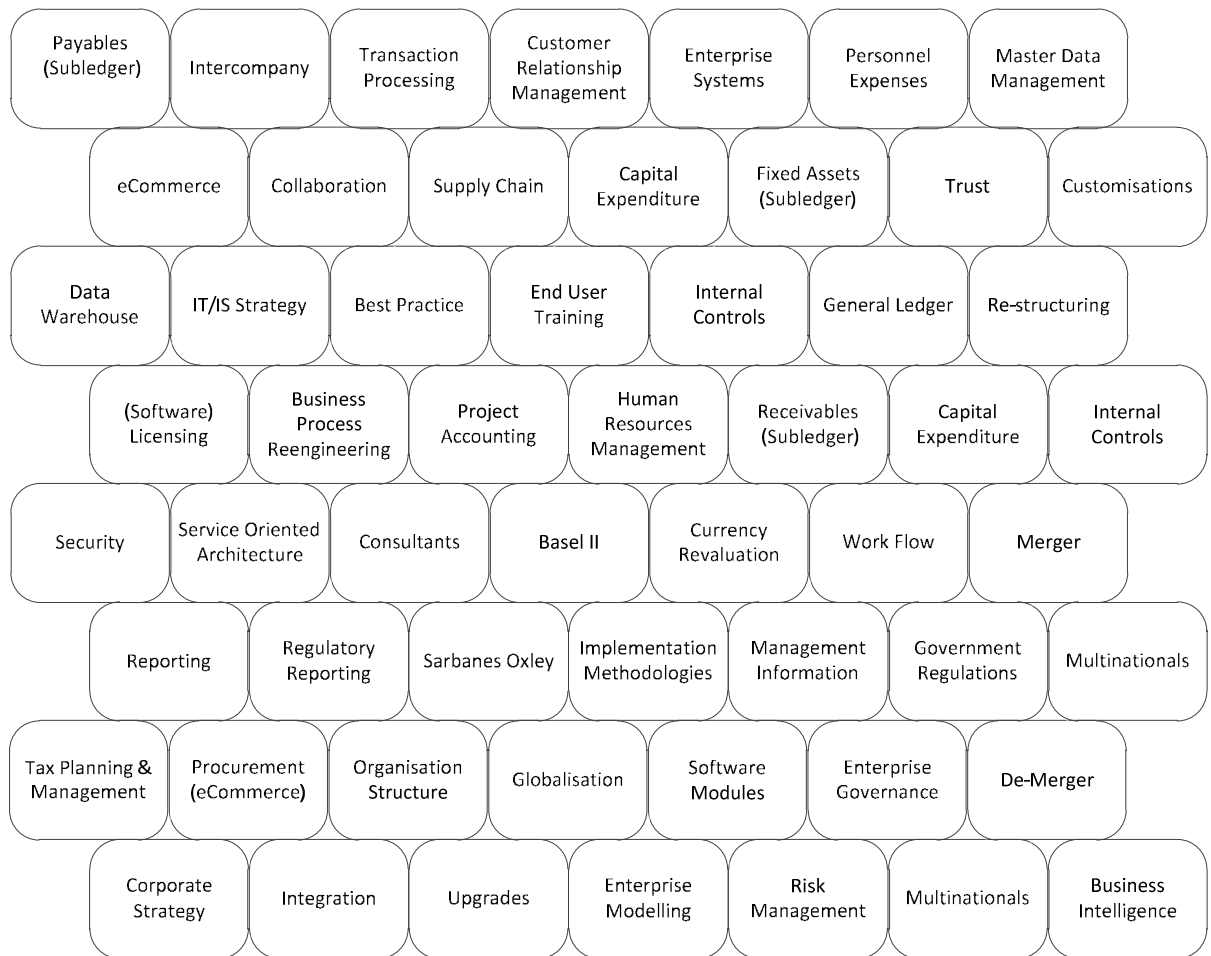 Payables
(Subledger)
Intercompany
Transaction
Processing
Customer
Relationship
Management
Enterprise
Systems
Personnel
Expenses
Master Data
Management
eCommerce
Collaboration
Supply Chain
Capital
Expenditure
Fixed Assets
(Subledger)
Trust
Customisations
Data
Warehouse
IT/IS Strategy
Best Practice
End User
Training
Internal
Controls
General Ledger
Re-structuring
(Software)
Licensing
Business
Process
Reengineering
Project
Accounting
Human
Resources
Management
Receivables
(Subledger)
Capital
Expenditure
Internal
Controls
Security
Service Oriented
Architecture
Consultants
Basel II
Currency
Revaluation
Work Flow
Merger
Reporting
Regulatory
Reporting
Sarbanes Oxley
Implementation
Methodologies
Management
Information
Government
Regulations
Multinationals
Tax Planning &
Management
Procurement
(eCommerce)
Organisation
Structure
Globalisation
Software
Modules
Enterprise
Governance
De-Merger
Corporate
Strategy
Integration
Upgrades
Enterprise
Modelling
Risk
Management
Multinationals
Business
Intelligence